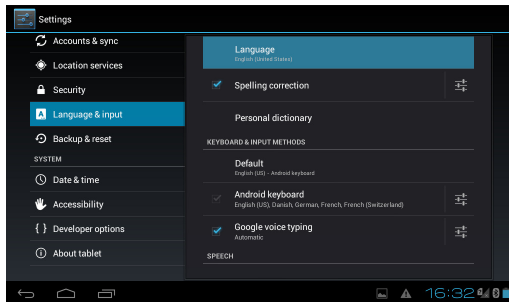 Settings
Accounts & sync
Location services
Security
Language & input
Backup & reset
SYSTEM
Date & time
Accessibility
Developer options
About tablet
Language
English (United States)
Spelling correction
Personal dictionary
KEYBOARD & INPUT METHODS
Default
English (US) - Android keyboard
Android keyboard
English (US), Danish, German, French, French (Switzerland)
Google voice typing
Automatic
SPEECH
16:32